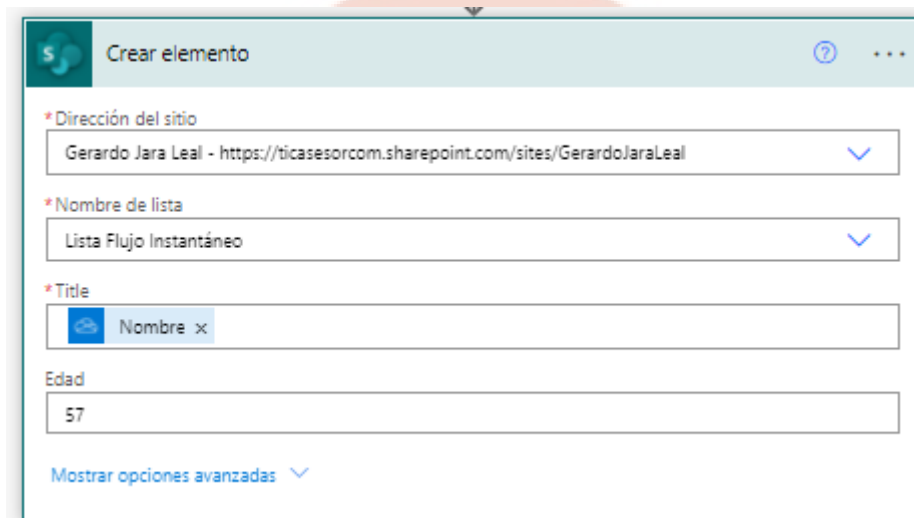 Crear elemento
*Dirección del sitio
Gerardo Jara Leal - https://ticasesorcom.sharepoint.com/sites/GerardoJaraLeal
*Nombre de lista
Lista Flujo Instantáneo
*Title
Nombre ×
Edad
57
Mostrar opciones avanzadas